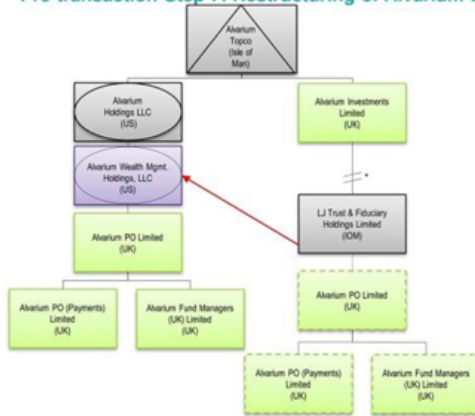 Alvarium
Topco
(Isle of
Man)
Alvarium
Holdings LLC
(US)
Alvarium Investments
Limited
(UK)
Alvarium Wealth Mgmt.
Holdings, LLC
(US)
LJ Trust & Fiduciary
Holdings Limited
(IOM)
Alvarium PO Limited
(UK)
Alvarium PO Limited
(UK)
Alvarium PO (Payments)
Limited
(UK)
Alvarium Fund Managers
(UK) Limited
(UK)
Alvarium PO (Payments)
Limited
(UK)
Alvarium Fund Managers
(UK) Limited
(UK)